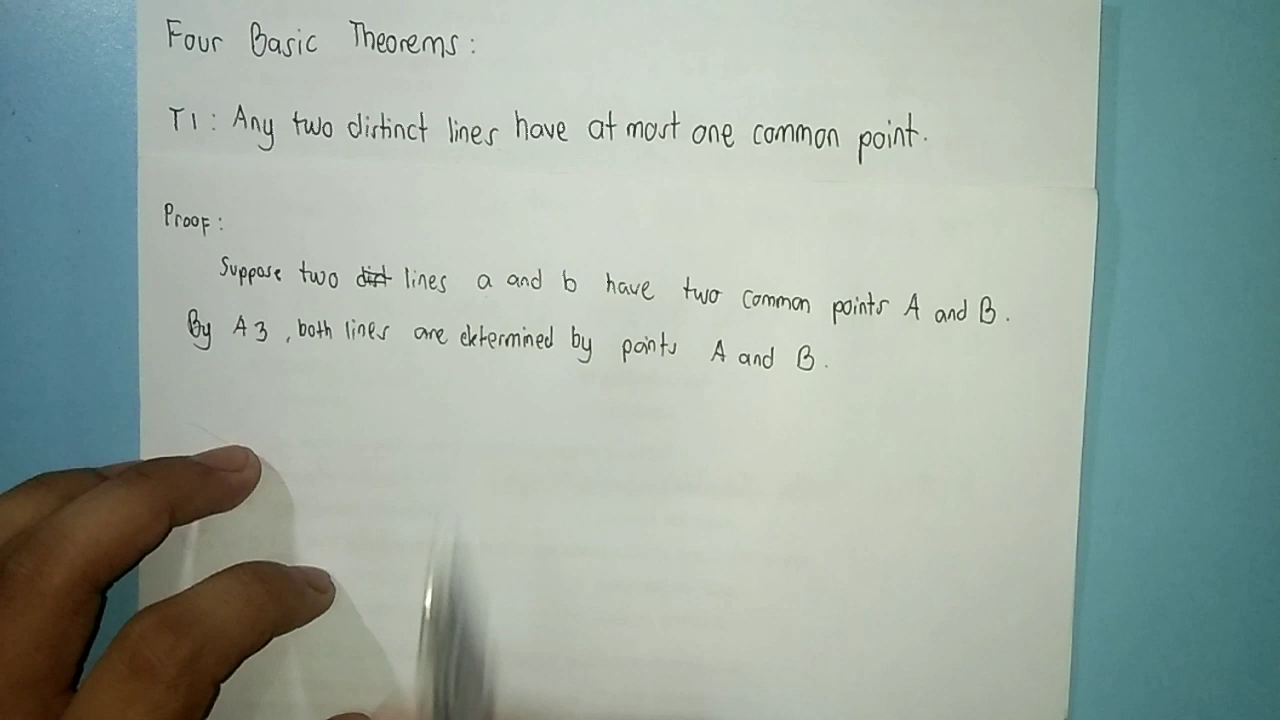 Four Basic Theorems:
T1: Any two distinct lines have at most one common point.
Proof:
Suppose two lines a and b have two common points A and B.
By A3, both lines are determined by points A and B.